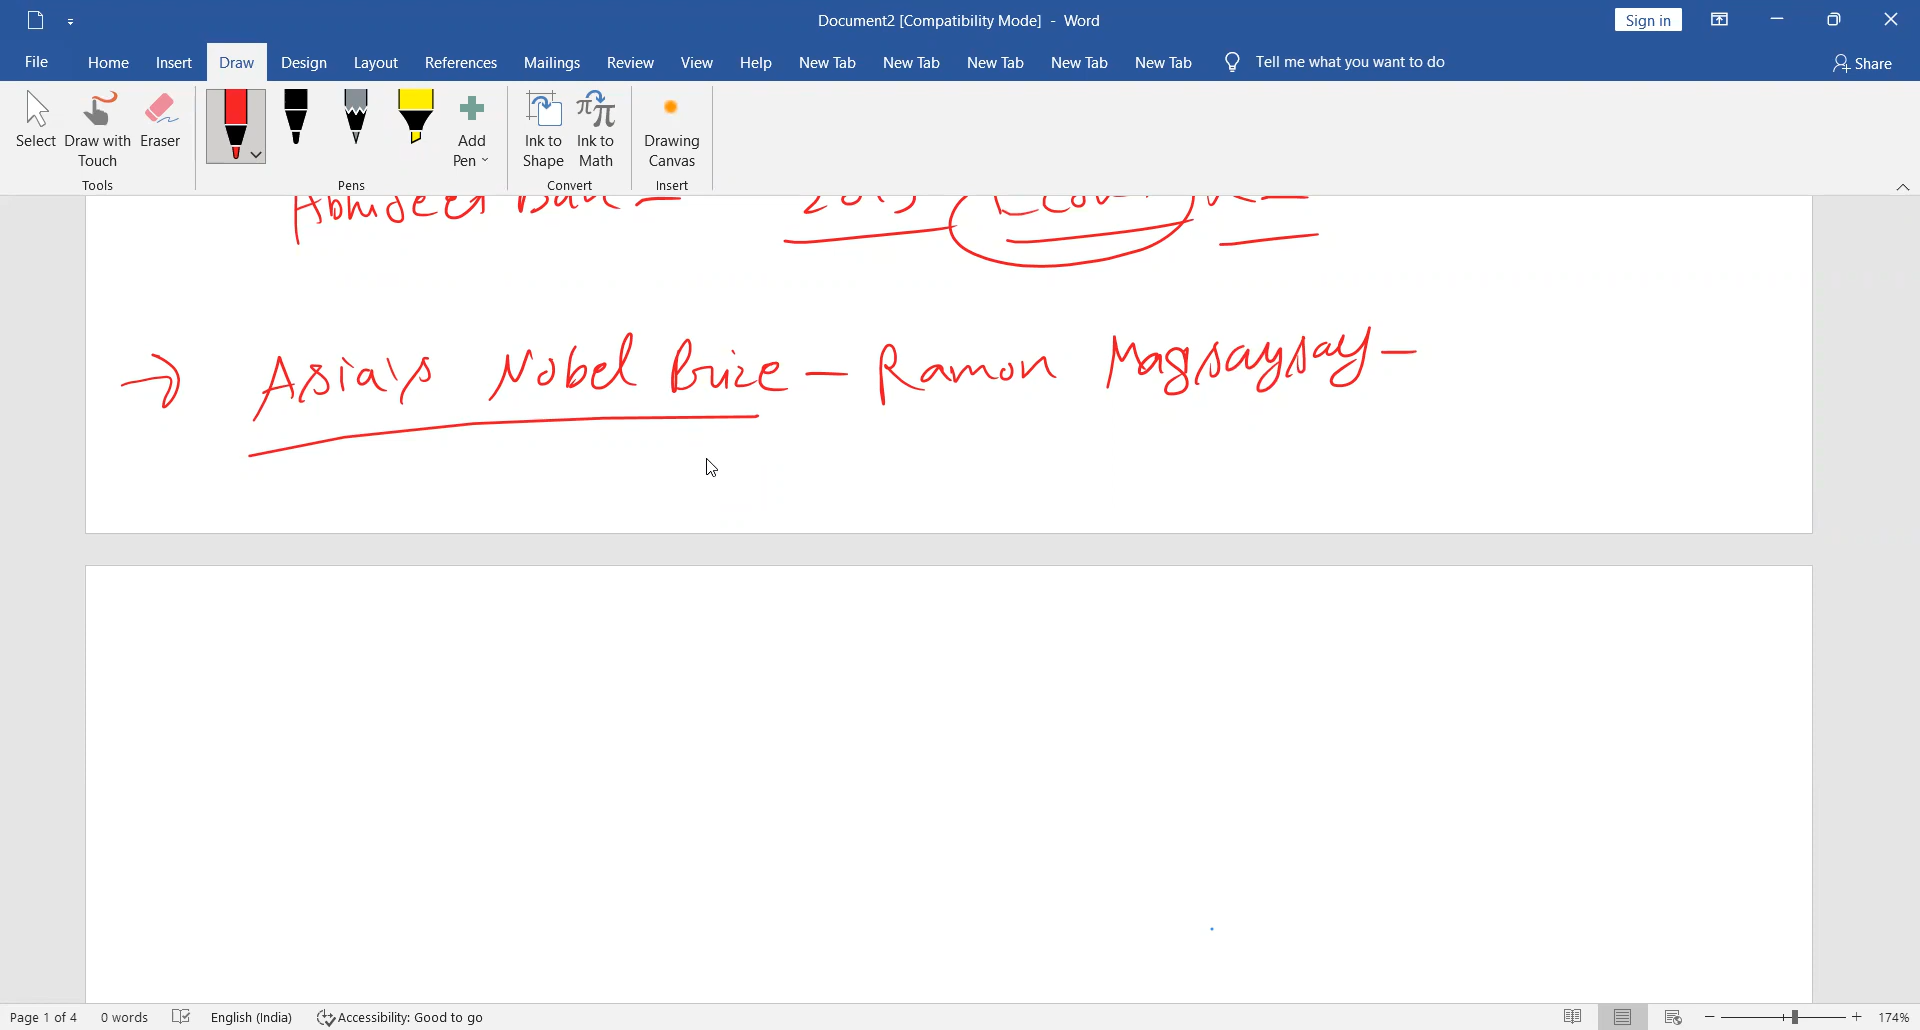 Document2 [Compatibility Mode] - Word
Sign in
File Home Insert Draw Design Layout References Mailings Review View Help New Tab New Tab New Tab New Tab New Tab Tell me what you want to do Share
Select Draw with Touch Eraser Add Pen Ink to Shape Ink to Math Drawing Canvas
Tools Pens Convert Insert
→ Asia's Nobel Prize — Ramon Magsaysay —
Page 1 of 4 0 words English (India) Accessibility: Good to go 174%